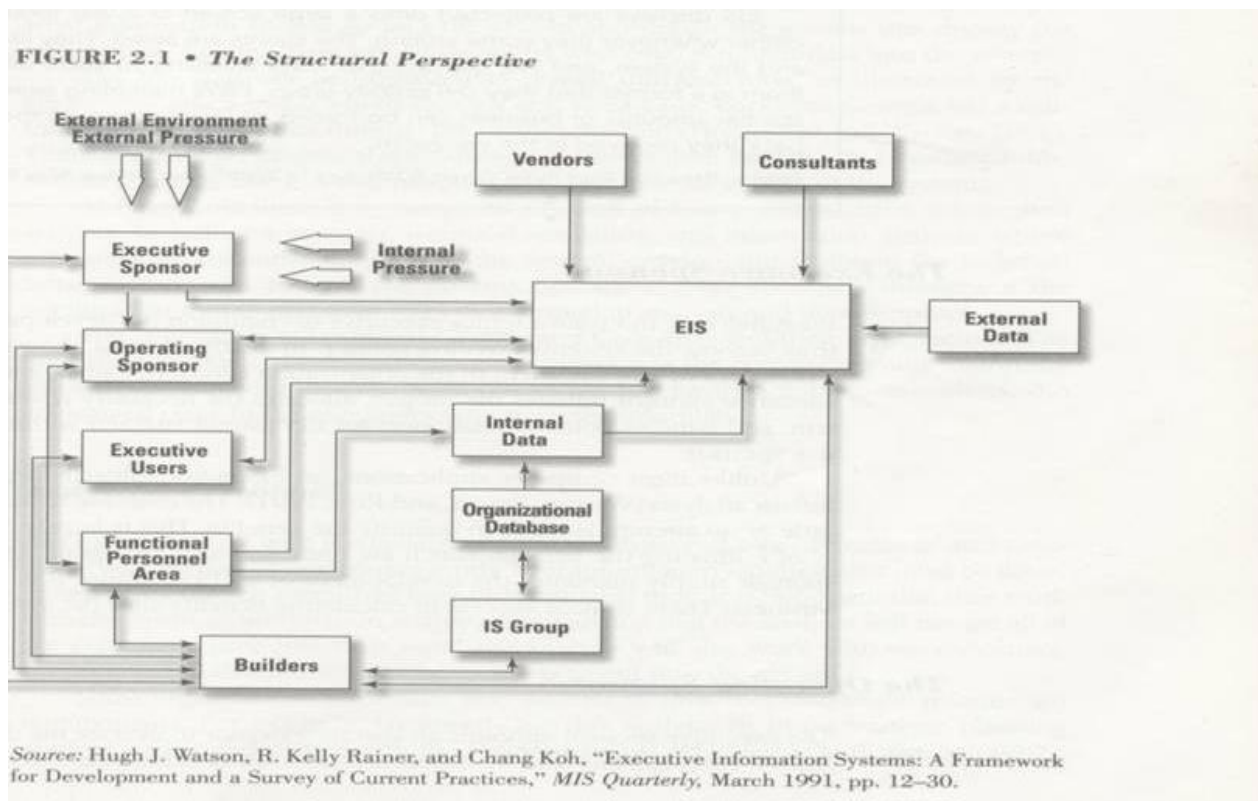 FIGURE 2.1 • The Structural Perspective
External Environment
External Pressure
Vendors
Consultants
Executive
Sponsor
Internal
Pressure
EIS
External
Data
Operating
Sponsor
Internal
Data
Executive
Users
Organizational
Database
Functional
Personnel
Area
IS Group
Builders
Source: Hugh J. Watson, R. Kelly Rainer, and Chang Koh, "Executive Information Systems: A Framework
for Development and a Survey of Current Practices," MIS Quarterly, March 1991, pp. 12–30.